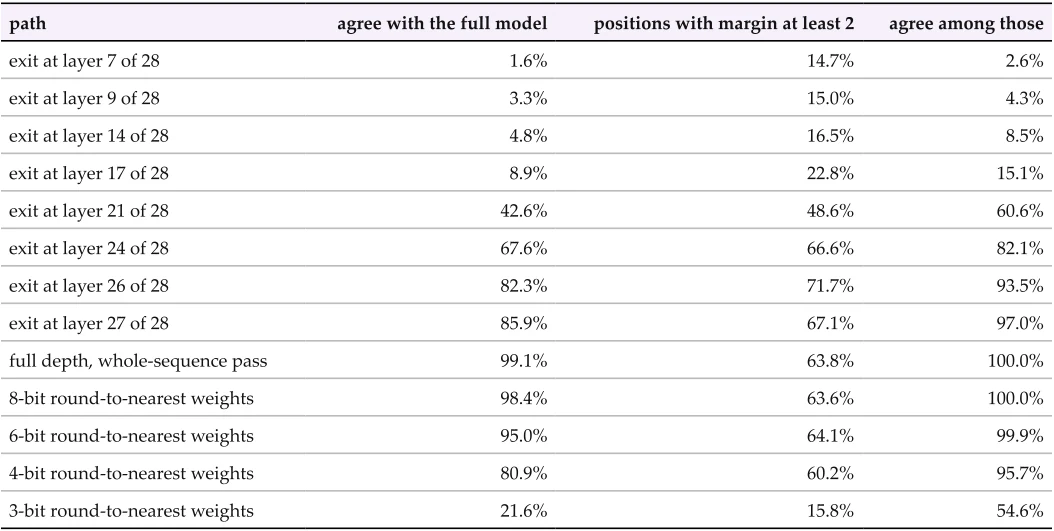 path agree with the full model positions with margin at least 2 agree among those
exit at layer 7 of 28 1.6% 14.7% 2.6%
exit at layer 9 of 28 3.3% 15.0% 4.3%
exit at layer 14 of 28 4.8% 16.5% 8.5%
exit at layer 17 of 28 8.9% 22.8% 15.1%
exit at layer 21 of 28 42.6% 48.6% 60.6%
exit at layer 24 of 28 67.6% 66.6% 82.1%
exit at layer 26 of 28 82.3% 71.7% 93.5%
exit at layer 27 of 28 85.9% 67.1% 97.0%
full depth, whole-sequence pass 99.1% 63.8% 100.0%
8-bit round-to-nearest weights 98.4% 63.6% 100.0%
6-bit round-to-nearest weights 95.0% 64.1% 99.9%
4-bit round-to-nearest weights 80.9% 60.2% 95.7%
3-bit round-to-nearest weights 21.6% 15.8% 54.6%